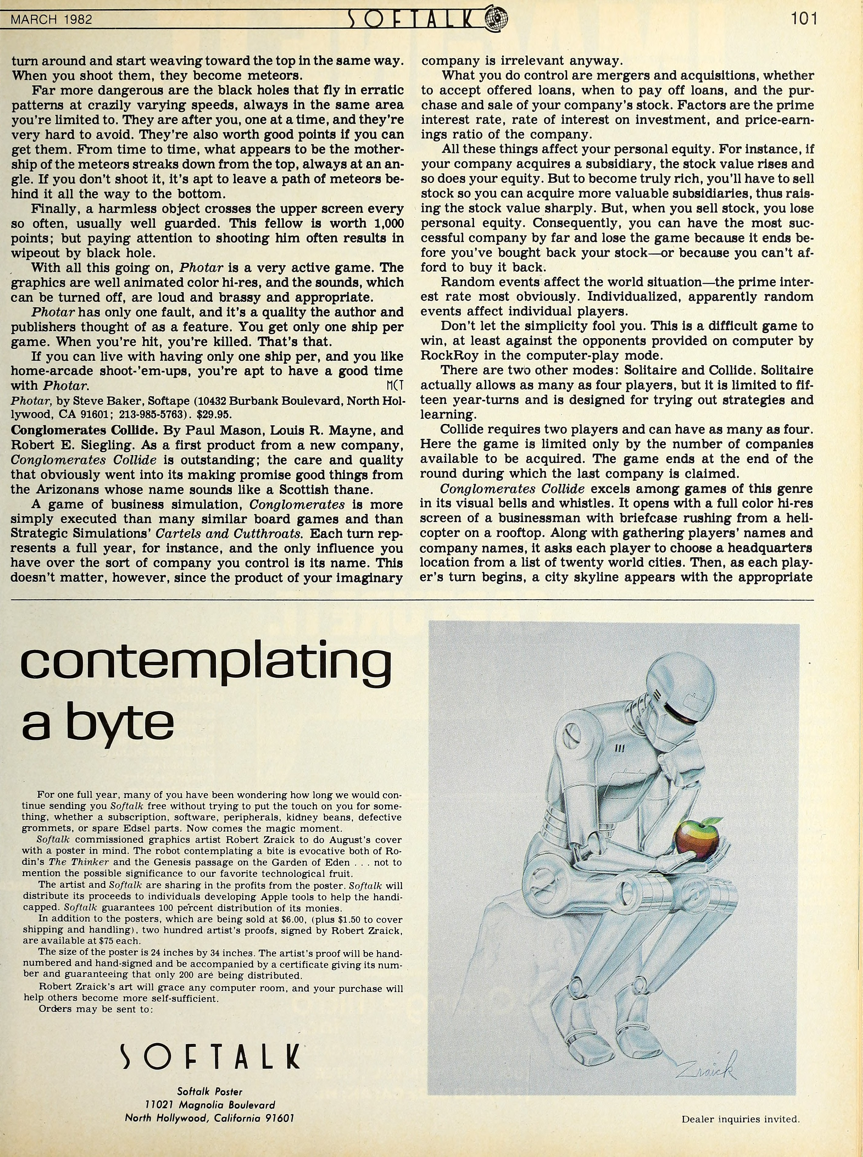 MARCH 1982
SOFTALK
101
turn around and start weaving toward the top in the same way.
When you shoot them, they become meteors.
Far more dangerous are the black holes that fly in erratic
patterns at crazily varying speeds, always in the same area
you're limited to. They are after you, one at a time, and they're
very hard to avoid. They're also worth good points if you can
get them. From time to time, what appears to be the mother-
ship of the meteors streaks down from the top, always at an an-
gle. If you don't shoot it, it's apt to leave a path of meteors be-
hind it all the way to the bottom.
Finally, a harmless object crosses the upper screen every
so often, usually well guarded. This fellow is worth 1,000
points; but paying attention to shooting him often results in
wipeout by black hole.
With all this going on, Photar is a very active game. The
graphics are well animated color hi-res, and the sounds, which
can be turned off, are loud and brassy and appropriate.
Photar has only one fault, and it's a quality the author and
publishers thought of as a feature. You get only one ship per
game. When you're hit, you're killed. That's that.
If you can live with having only one ship per, and you like
home-arcade shoot-'em-ups, you're apt to have a good time
with Photar. MCT
Photar, by Steve Baker, Softape (10432 Burbank Boulevard, North Hol-
lywood, CA 91601; 213-985-5763). $29.95.
Conglomerates Collide. By Paul Mason, Louis R. Mayne, and
Robert E. Siegling. As a first product from a new company,
Conglomerates Collide is outstanding; the care and quality
that obviously went into its making promise good things from
the Arizonans whose name sounds like a Scottish thane.
A game of business simulation, Conglomerates is more
simply executed than many similar board games and than
Strategic Simulations' Cartels and Cutthroats. Each turn rep-
resents a full year, for instance, and the only influence you
have over the sort of company you control is its name. This
doesn't matter, however, since the product of your imaginary
company is irrelevant anyway.
What you do control are mergers and acquisitions, whether
to accept offered loans, when to pay off loans, and the pur-
chase and sale of your company's stock. Factors are the prime
interest rate, rate of interest on investment, and price-earn-
ings ratio of the company.
All these things affect your personal equity. For instance, if
your company acquires a subsidiary, the stock value rises and
so does your equity. But to become truly rich, you'll have to sell
stock so you can acquire more valuable subsidiaries, thus rais-
ing the stock value sharply. But, when you sell stock, you lose
personal equity. Consequently, you can have the most suc-
cessful company by far and lose the game because it ends be-
fore you've bought back your stock—or because you can't af-
ford to buy it back.
Random events affect the world situation—the prime inter-
est rate most obviously. Individualized, apparently random
events affect individual players.
Don't let the simplicity fool you. This is a difficult game to
win, at least against the opponents provided on computer by
RockRoy in the computer-play mode.
There are two other modes: Solitaire and Collide. Solitaire
actually allows as many as four players, but it is limited to fif-
teen year-turns and is designed for trying out strategies and
learning.
Collide requires two players and can have as many as four.
Here the game is limited only by the number of companies
available to be acquired. The game ends at the end of the
round during which the last company is claimed.
Conglomerates Collide excels among games of this genre
in its visual bells and whistles. It opens with a full color hi-res
screen of a businessman with briefcase rushing from a heli-
copter on a rooftop. Along with gathering players' names and
company names, it asks each player to choose a headquarters
location from a list of twenty world cities. Then, as each play-
er's turn begins, a city skyline appears with the appropriate
contemplating
a byte
For one full year, many of you have been wondering how long we would con-
tinue sending you Softalk free without trying to put the touch on you for some-
thing, whether a subscription, software, peripherals, kidney beans, defective
grommets, or spare Edsel parts. Now comes the magic moment.
Softalk commissioned graphics artist Robert Zraick to do August's cover
with a poster in mind. The robot contemplating a bite is evocative both of Ro-
din's The Thinker and the Genesis passage on the Garden of Eden . . . not to
mention the possible significance to our favorite technological fruit.
The artist and Softalk are sharing in the profits from the poster. Softalk will
distribute its proceeds to individuals developing Apple tools to help the handi-
capped. Softalk guarantees 100 percent distribution of its monies.
In addition to the posters, which are being sold at $6.00, (plus $1.50 to cover
shipping and handling), two hundred artist's proofs, signed by Robert Zraick,
are available at $75 each.
The size of the poster is 24 inches by 34 inches. The artist's proof will be hand-
numbered and hand-signed and be accompanied by a certificate giving its num-
ber and guaranteeing that only 200 are being distributed.
Robert Zraick's art will grace any computer room, and your purchase will
help others become more self-sufficient.
Orders may be sent to:
SOFTALK
Softalk Poster
11021 Magnolia Boulevard
North Hollywood, California 91601
Zraick
Dealer inquiries invited.